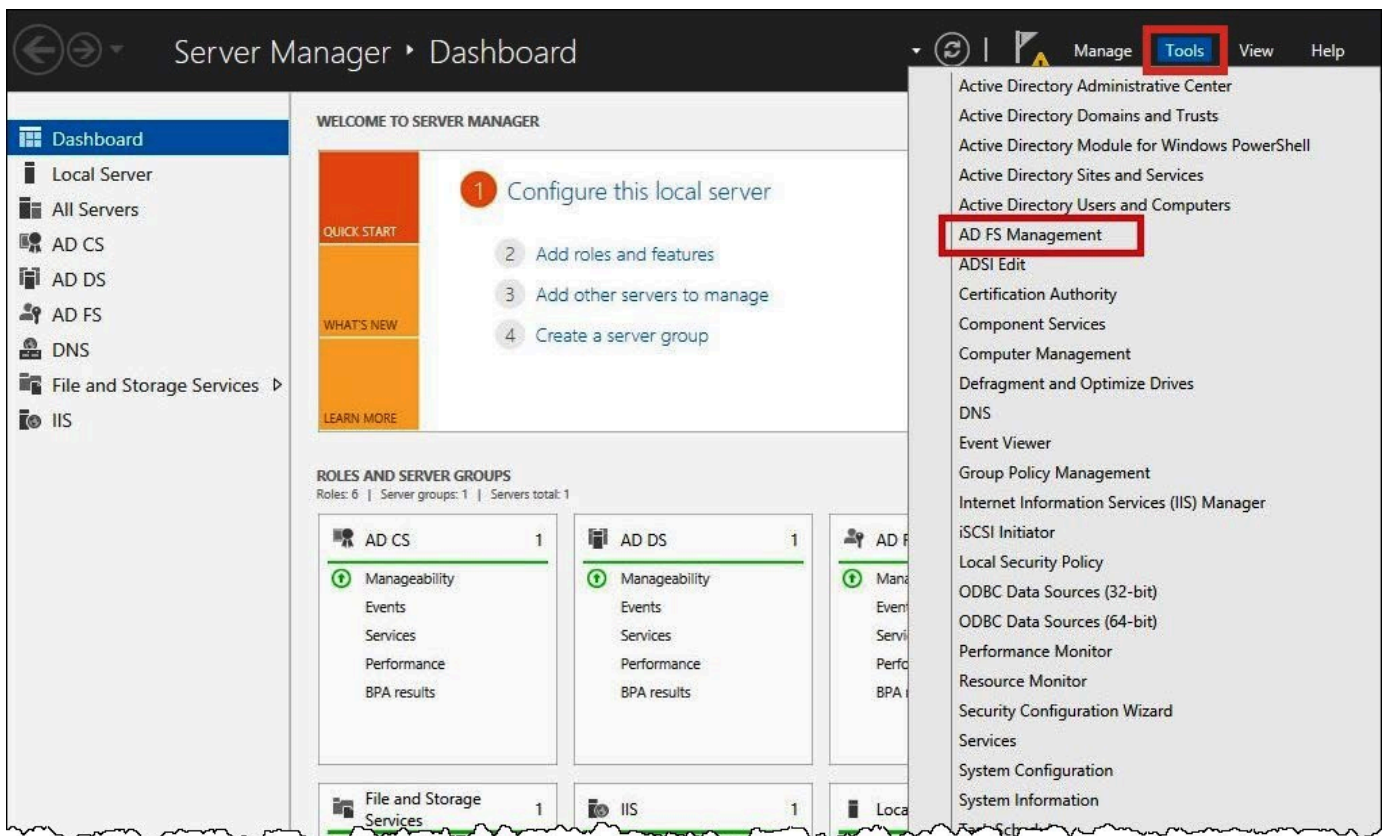 Server Manager ‣ Dashboard
Manage
Tools
View
Help
Dashboard
Local Server
All Servers
AD CS
AD DS
AD FS
DNS
File and Storage Services
IIS
WELCOME TO SERVER MANAGER
QUICK START
WHAT'S NEW
LEARN MORE
1 Configure this local server
2 Add roles and features
3 Add other servers to manage
4 Create a server group
ROLES AND SERVER GROUPS
Roles: 6 | Server groups: 1 | Servers total: 1
AD CS 1
Manageability
Events
Services
Performance
BPA results
AD DS 1
Manageability
Events
Services
Performance
BPA results
AD
BPA
File and Storage
Services 1
IIS 1
Active Directory Administrative Center
Active Directory Domains and Trusts
Active Directory Module for Windows PowerShell
Active Directory Sites and Services
Active Directory Users and Computers
AD FS Management
ADSI Edit
Certification Authority
Component Services
Computer Management
Defragment and Optimize Drives
DNS
Event Viewer
Group Policy Management
Internet Information Services (IIS) Manager
iSCSI Initiator
Local Security Policy
ODBC Data Sources (32-bit)
ODBC Data Sources (64-bit)
Performance Monitor
Resource Monitor
Security Configuration Wizard
Services
System Configuration
System Information